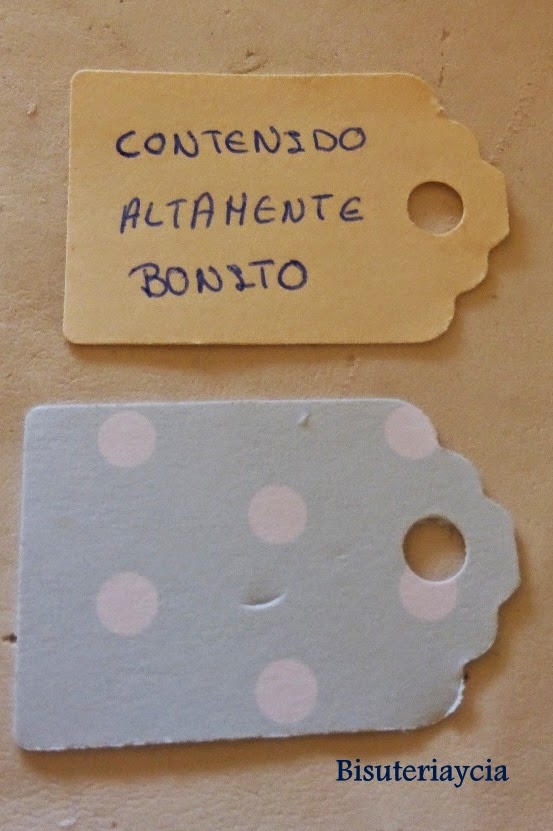 CONTENIDO
ALTAMENTE
BONITO
Bisuteriaycia